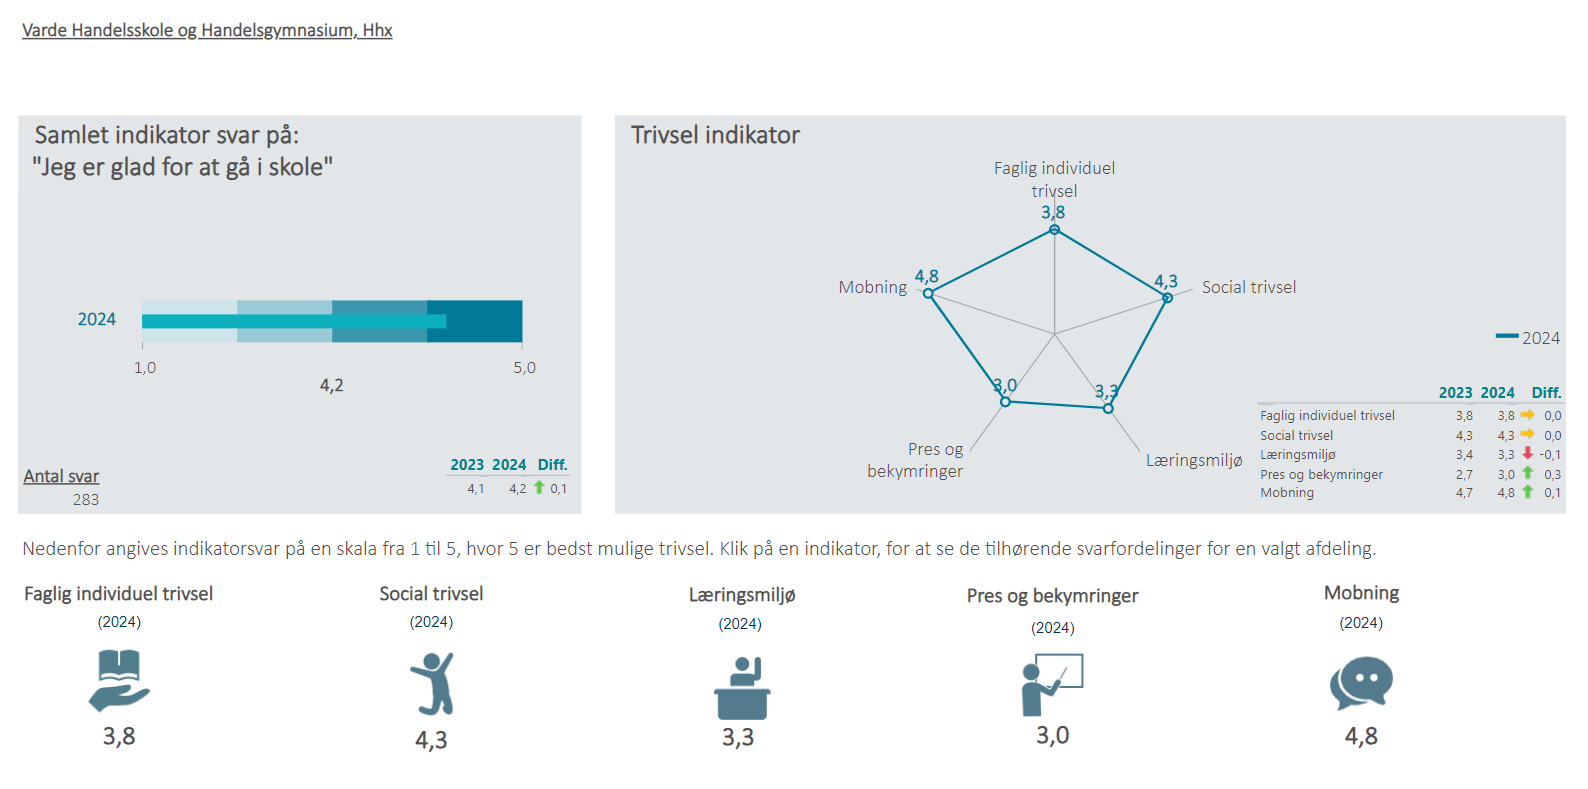 Varde Handelsskole og Handelsgymnasium, Hhx
Samlet indikator svar på:
"Jeg er glad for at gå i skole"
2024
1,0
5,0
4,2
2023 2024 Diff.
4,1 4,2 0,1
Antal svar
283
Trivsel indikator
Faglig individuel
trivsel
3,8
4,8
Mobning
4,3
Social trivsel
2024
3,0
3,3
Pres og
bekymringer
Læringsmiljø
2023 2024 Diff.
Faglig individuel trivsel 3,8 3,8 0,0
Social trivsel 4,3 4,3 0,0
Læringsmiljø 3,4 3,3 -0,1
Pres og bekymringer 2,7 3,0 0,3
Mobning 4,7 4,8 0,1
Nedenfor angives indikatorsvar på en skala fra 1 til 5, hvor 5 er bedst mulige trivsel. Klik på en indikator, for at se de tilhørende svarfordelinger for en valgt afdeling.
Faglig individuel trivsel
(2024)
3,8
Social trivsel
(2024)
4,3
Læringsmiljø
(2024)
3,3
Pres og bekymringer
(2024)
3,0
Mobning
(2024)
4,8